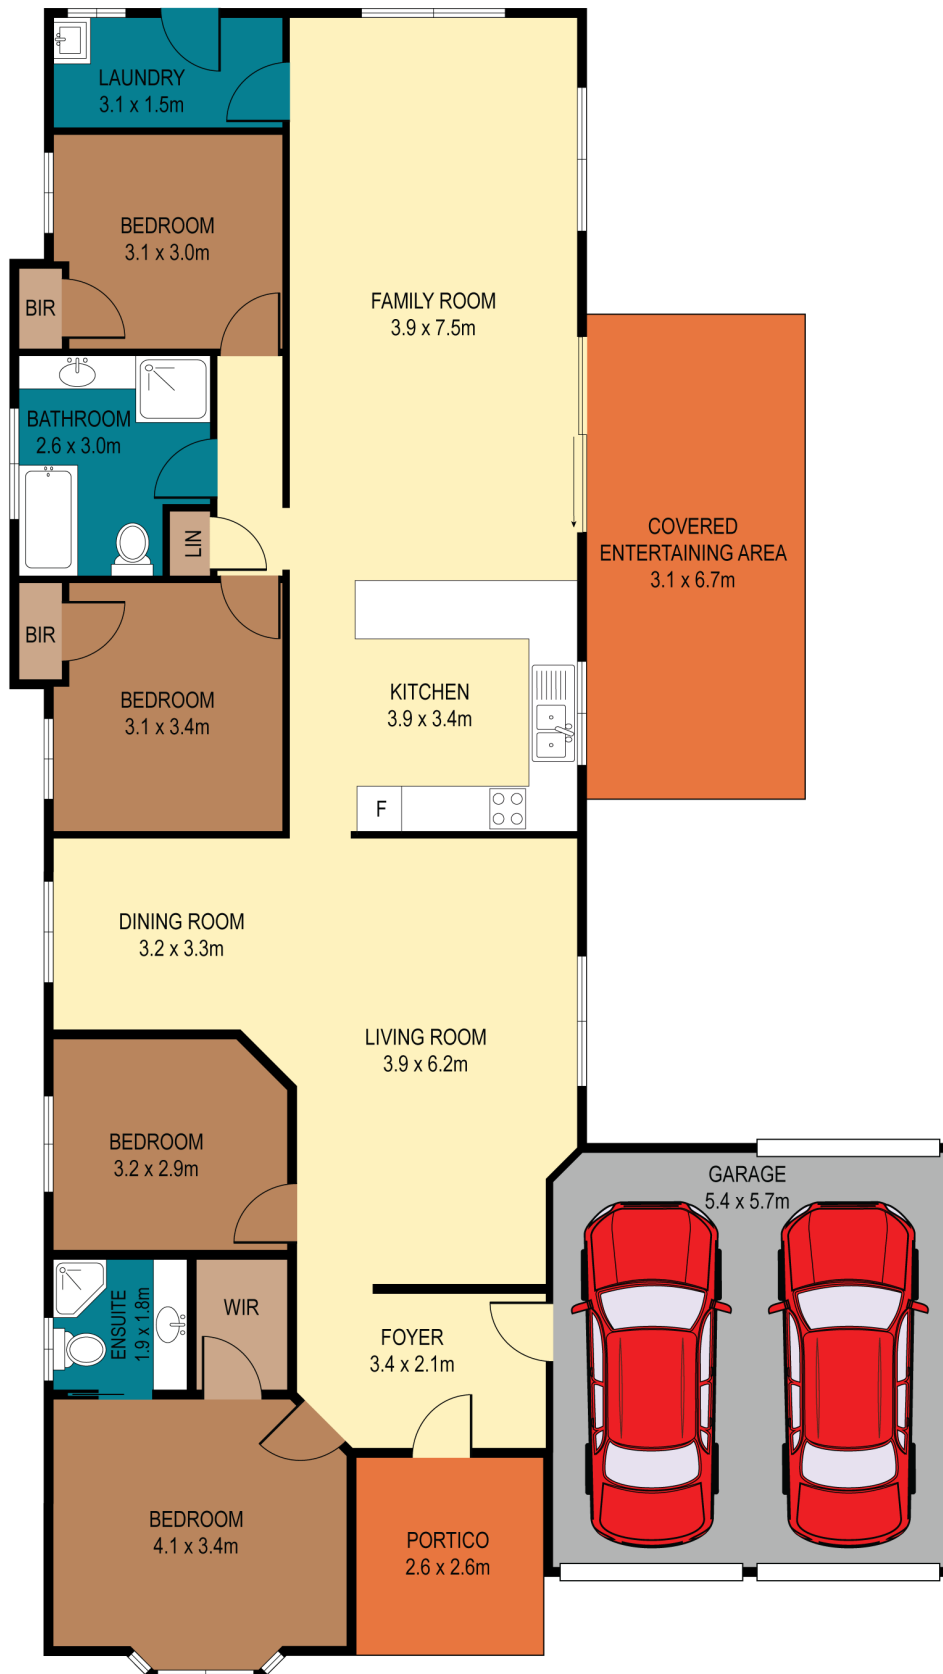 LAUNDRY
3.1 x 1.5m
BEDROOM
3.1 x 3.0m
BIR
FAMILY ROOM
3.9 x 7.5m
BATHROOM
2.6 x 3.0m
LIN
COVERED
ENTERTAINING AREA
3.1 x 6.7m
BIR
BEDROOM
3.1 x 3.4m
KITCHEN
3.9 x 3.4m
F
DINING ROOM
3.2 x 3.3m
LIVING ROOM
3.9 x 6.2m
BEDROOM
3.2 x 2.9m
GARAGE
5.4 x 5.7m
ENSUITE
1.9 x 1.8m
WIR
FOYER
3.4 x 2.1m
BEDROOM
4.1 x 3.4m
PORTICO
2.6 x 2.6m